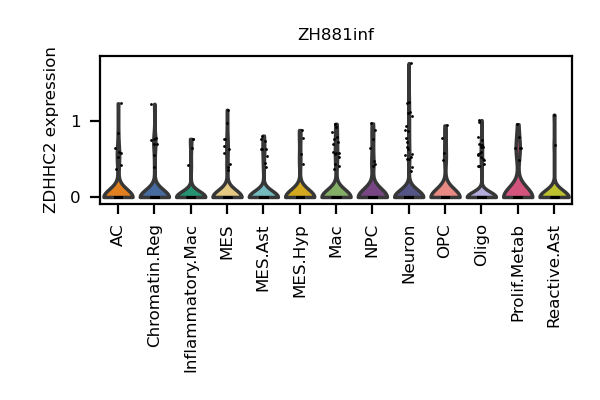 ZH881inf
ZDHHC2 expression
1
0
AC
Chromatin.Reg
Inflammatory.Mac
MES
MES.Ast
MES.Hyp
Mac
NPC
Neuron
OPC
Oligo
Prolif.Metab
Reactive.Ast